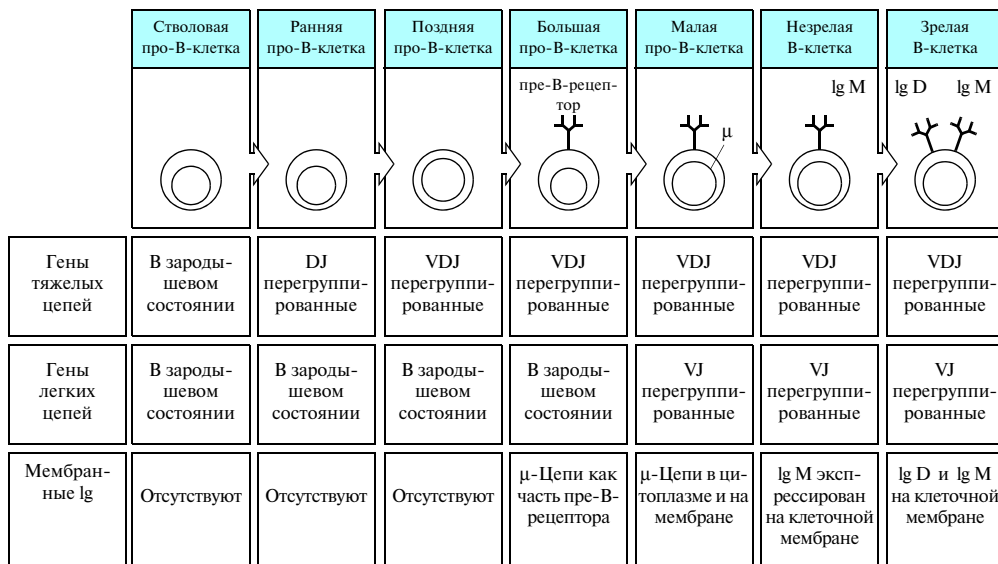 Стволовая
про-В-клетка
Ранняя
про-В-клетка
Поздняя
про-В-клетка
Большая
про-В-клетка
Малая
про-В-клетка
Незрелая
В-клетка
Зрелая
В-клетка
пре-В-рецеп-
тор
μ
lg M
lg D lg M
Гены
тяжелых
цепей
В зароды-
шевом
состоянии
DJ
перегруппи-
рованные
VDJ
перегруппи-
рованные
VDJ
перегруппи-
рованные
VDJ
перегруппи-
рованные
VDJ
перегруппи-
рованные
VDJ
перегруппи-
рованные
Гены
легких
цепей
В зароды-
шевом
состоянии
В зароды-
шевом
состоянии
В зароды-
шевом
состоянии
В зароды-
шевом
состоянии
VJ
перегруппи-
рованные
VJ
перегруппи-
рованные
VJ
перегруппи-
рованные
Мембран-
ные lg
Отсутствуют
Отсутствуют
Отсутствуют
μ-Цепи как
часть пре-В-
рецептора
μ-Цепи в ци-
топлазме и на
мембране
lg M эксп-
рессирован
на клеточной
мембране
lg D и lg M
на клеточной
мембране